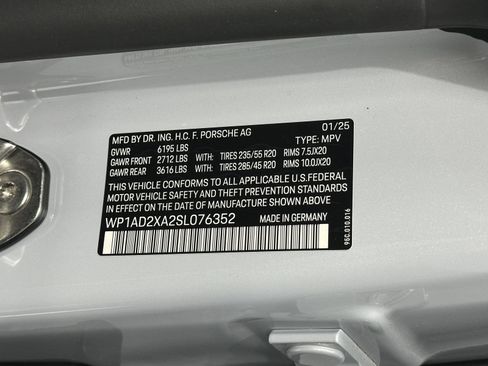 MFD BY DR. ING. H.C. F. PORSCHE AG 01/25
GVWR 6195 LBS TYPE: MPV
GAWR FRONT 2712 LBS WITH: TIRES 235/55 R20 RIMS 7.5JX20
GAWR REAR 3616 LBS WITH: TIRES 285/45 R20 RIMS 10.0JX20
THIS VEHICLE CONFORMS TO ALL APPLICABLE U.S.FEDERAL
MOTOR VEHICLE SAFETY AND THEFT PREVENTION STANDARDS
IN EFFECT ON THE DATE OF MANUFACTURE SHOWN ABOVE
WP1AD2XA2SL076352 MADE IN GERMANY
95C.010.016